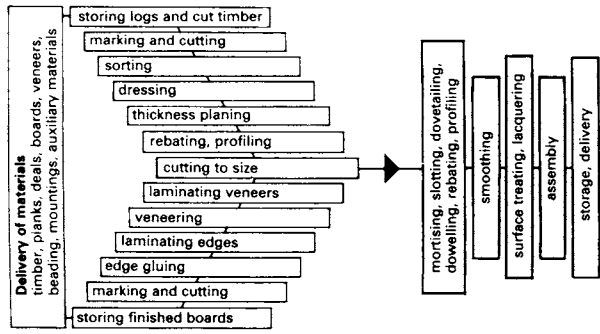 Delivery of materials
timber, planks, deals, boards, veneers,
beading, mountings, auxiliary materials
storing logs and cut timber
marking and cutting
sorting
dressing
thickness planing
rebating, profiling
cutting to size
laminating veneers
veneering
laminating edges
edge gluing
marking and cutting
storing finished boards
mortising, slotting, dovetailing,
dowelling, rebating, profiling
smoothing
surface treating, lacquering
assembly
storage, delivery